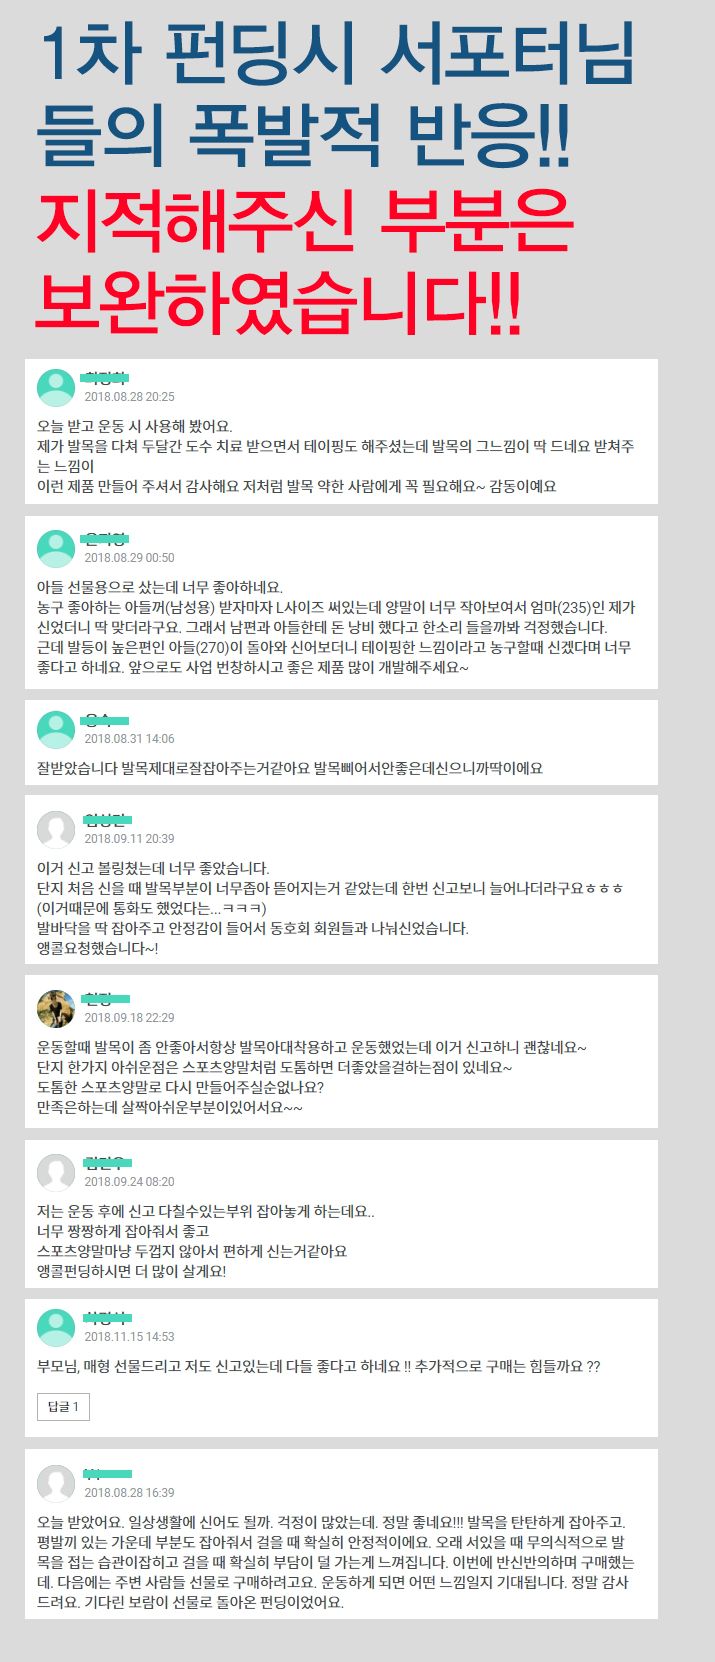 1차 펀딩시 서포터님
들의 폭발적 반응!!
지적해주신 부분은
보완하였습니다!!
2018.08.28 20:25
오늘 받고 운동 시 사용해 봤어요.
제가 발목을 다쳐 두달간 도수 치료 받으면서 테이핑도 해주셨는데 발목의 그느낌이 딱 드네요 받쳐주
는 느낌이
이런 제품 만들어 주셔서 감사해요 저처럼 발목 약한 사람에게 꼭 필요해요~ 감동이예요
2018.08.29 00:50
아들 선물용으로 샀는데 너무 좋아하네요.
농구 좋아하는 아들꺼(남성용) 받자마자 L사이즈 써있는데 양말이 너무 작아보여서 엄마(235)인 제가
신었더니 딱 맞더라구요. 그래서 남편과 아들한테 돈 낭비 했다고 한소리 들을까봐 걱정했습니다.
근데 발등이 높은편인 아들(270)이 돌아와 신어보더니 테이핑한 느낌이라고 농구할때 신겠다며 너무
좋다고 하네요. 앞으로도 사업 번창하시고 좋은 제품 많이 개발해주세요~
2018.08.31 14:06
잘받았습니다 발목제대로잘잡아주는거같아요 발목삐어서안좋은데신으니까딱이에요
2018.09.11 20:39
이거 신고 볼링쳤는데 너무 좋았습니다.
단지 처음 신을 때 발목부분이 너무좁아 뜯어지는거 같았는데 한번 신고보니 늘어나더라구요ㅎㅎㅎ
(이거때문에 통화도 했었다는...ㅋㅋㅋ)
발바닥을 딱 잡아주고 안정감이 들어서 동호회 회원들과 나눠신었습니다.
앵콜요청했습니다~!
2018.09.18 22:29
운동할때 발목이 좀 안좋아서항상 발목아대착용하고 운동했었는데 이거 신고하니 괜찮네요~
단지 한가지 아쉬운점은 스포츠양말처럼 도톰하면 더좋았을걸하는점이 있네요~
도톰한 스포츠양말로 다시 만들어주실순없나요?
만족은하는데 살짝아쉬운부분이있어서요~~
2018.09.24 08:20
저는 운동 후에 신고 다칠수있는부위 잡아놓게 하는데요..
너무 짱짱하게 잡아줘서 좋고
스포츠양말마냥 두껍지 않아서 편하게 신는거같아요
앵콜펀딩하시면 더 많이 살게요!
2018.11.15 14:53
부모님, 매형 선물드리고 저도 신고있는데 다들 좋다고 하네요 !! 추가적으로 구매는 힘들까요 ??
답글 1
2018.08.28 16:39
오늘 받았어요. 일상생활에 신어도 될까. 걱정이 많았는데. 정말 좋네요!!! 발목을 탄탄하게 잡아주고.
평발끼 있는 가운데 부분도 잡아줘서 걸을 때 확실히 안정적이에요. 오래 서있을 때 무의식적으로 발
목을 접는 습관이잡히고 걸을 때 확실히 부담이 덜 가는게 느껴집니다. 이번에 반신반의하며 구매했는
데. 다음에는 주변 사람들 선물로 구매하려고요. 운동하게 되면 어떤 느낌일지 기대됩니다. 정말 감사
드려요. 기다린 보람이 선물로 돌아온 펀딩이었어요.